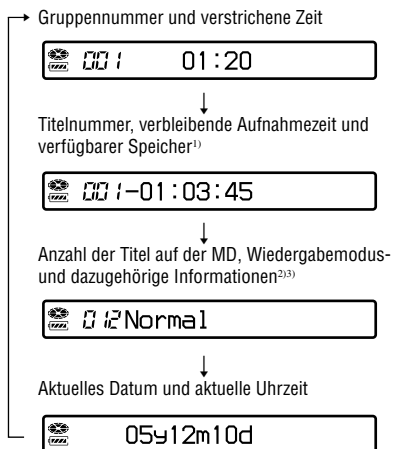 Gruppennummer und verstrichene Zeit
001 01:20
Titelnummer, verbleibende Aufnahmezeit und
verfügbarer Speicher1)
001-01:03:45
Anzahl der Titel auf der MD, Wiedergabemodus-
und dazugehörige Informationen2)3)
012Normal
Aktuelles Datum und aktuelle Uhrzeit
05y12m10d